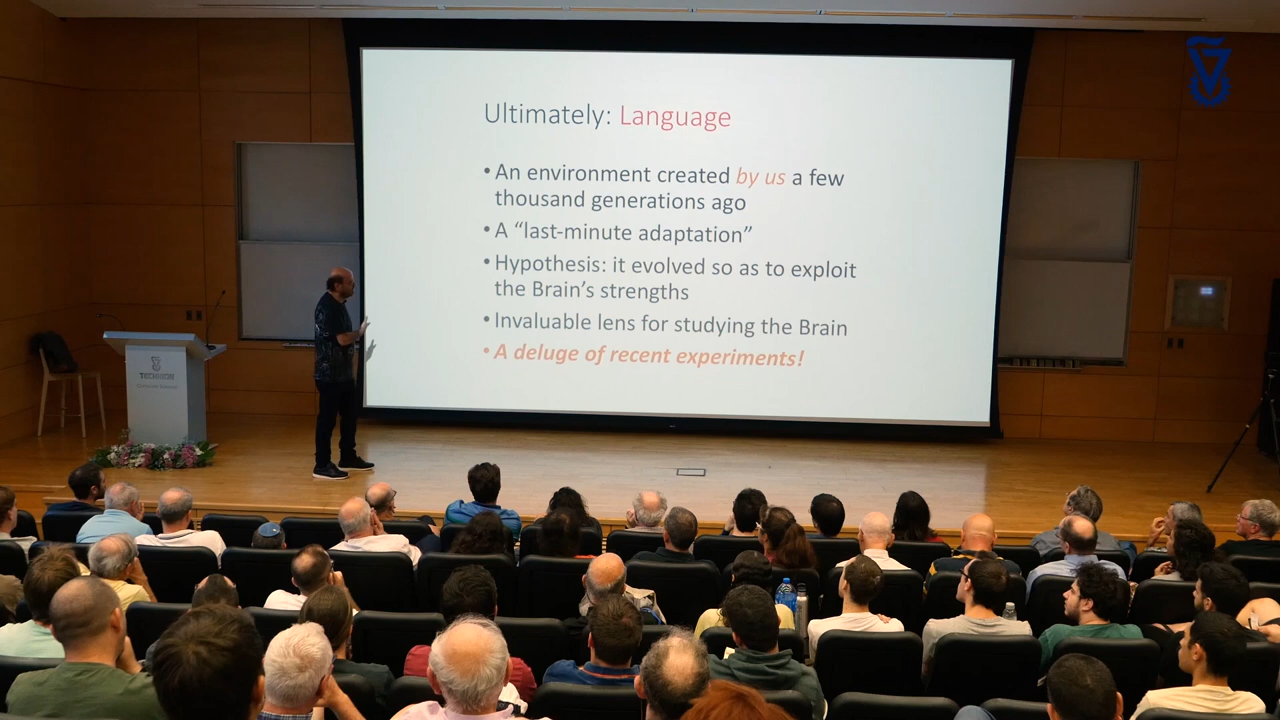 Ultimately: Language
• An environment created by us a few
thousand generations ago
• A “last-minute adaptation”
• Hypothesis: it evolved so as to exploit
the Brain’s strengths
• Invaluable lens for studying the Brain
• A deluge of recent experiments!
TECHNION